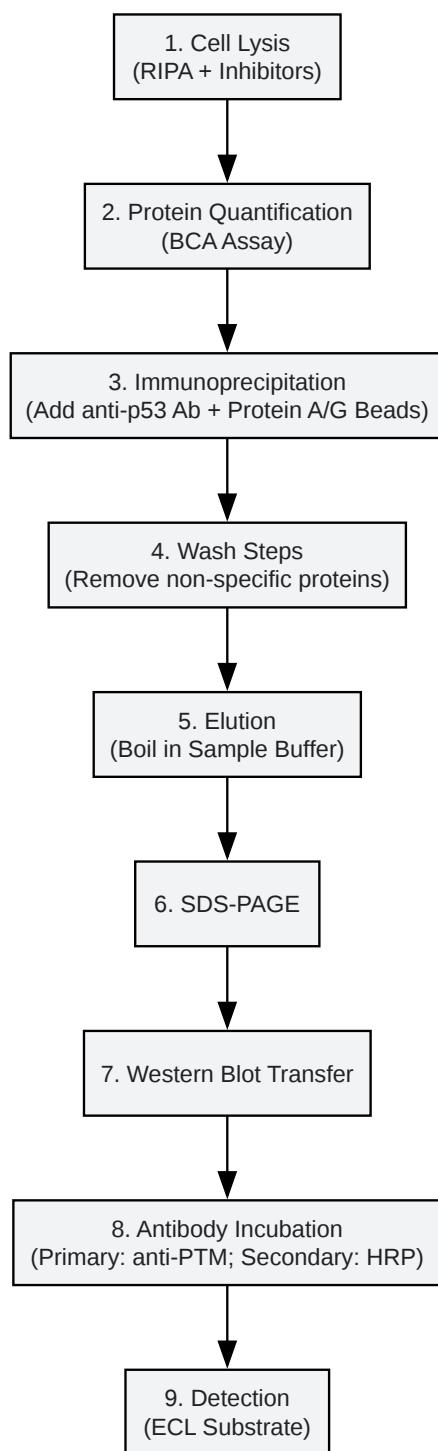 1. Cell Lysis
(RIPA + Inhibitors)
2. Protein Quantification
(BCA Assay)
3. Immunoprecipitation
(Add anti-p53 Ab + Protein A/G Beads)
4. Wash Steps
(Remove non-specific proteins)
5. Elution
(Boil in Sample Buffer)
6. SDS-PAGE
7. Western Blot Transfer
8. Antibody Incubation
(Primary: anti-PTM; Secondary: HRP)
9. Detection
(ECL Substrate)